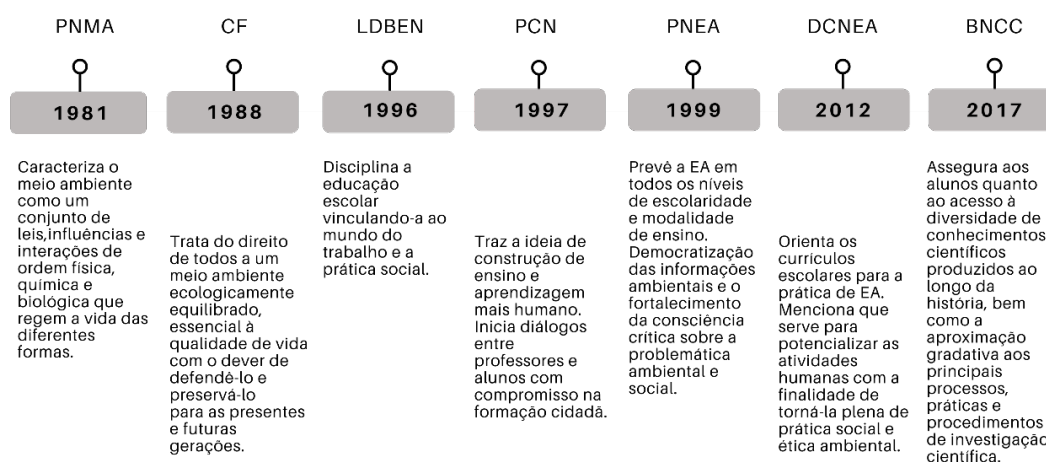 PNMA
CF
LDBEN
PCN
PNEA
DCNEA
BNCC
1981
1988
1996
1997
1999
2012
2017
Caracteriza o
meio ambiente
como um
conjunto de
leis,influências e
interações de
ordem física,
química e
biológica que
regem a vida das
diferentes
formas.
Trata do direito
de todos a um
meio ambiente
ecologicamente
equilibrado,
essencial à
qualidade de vida
com o dever de
defendê-lo e
preservá-lo
para as presentes
e futuras
gerações.
Disciplina a
educação
escolar
vinculando-a ao
mundo do
trabalho e a
prática social.
Traz a ideia de
construção de
ensino e
aprendizagem
mais humano.
Inicia diálogos
entre
professores e
alunos com
compromisso na
formação cidadã.
Prevê a EA em
todos os níveis
de escolaridade
e modalidade
de ensino.
Democratização
das informações
ambientais e o
fortalecimento
da consciência
crítica sobre a
problemática
ambiental e
social.
Orienta os
currículos
escolares para a
prática de EA.
Menciona que
serve para
potencializar as
atividades
humanas com a
finalidade de
torná-la plena de
prática social e
ética ambiental.
Assegura aos
alunos quanto
ao acesso à
diversidade de
conhecimentos
científicos
produzidos ao
longo da
história, bem
como a
aproximação
gradativa aos
principais
processos,
práticas e
procedimentos
de investigação
científica.